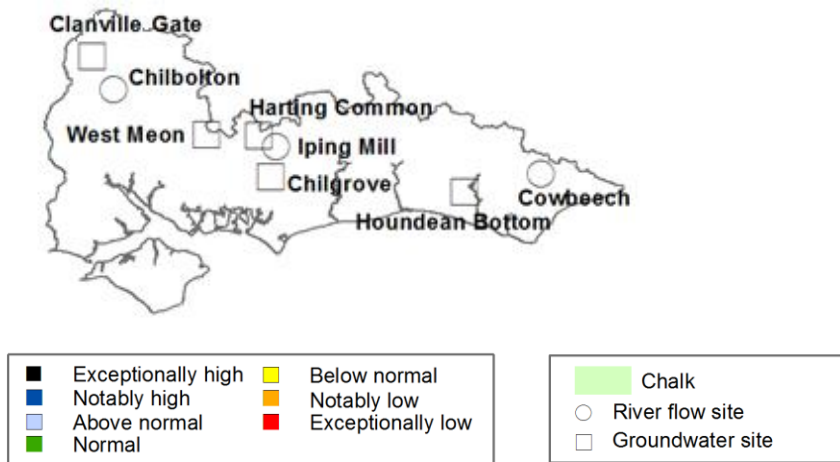 Clanville Gate
Chilbolton
Harting Common
West Meon
Iping Mill
Chilgrove
Cowbeech
Houndean Bottom
Exceptionally high
Notably high
Above normal
Normal
Below normal
Notably low
Exceptionally low
Chalk
River flow site
Groundwater site